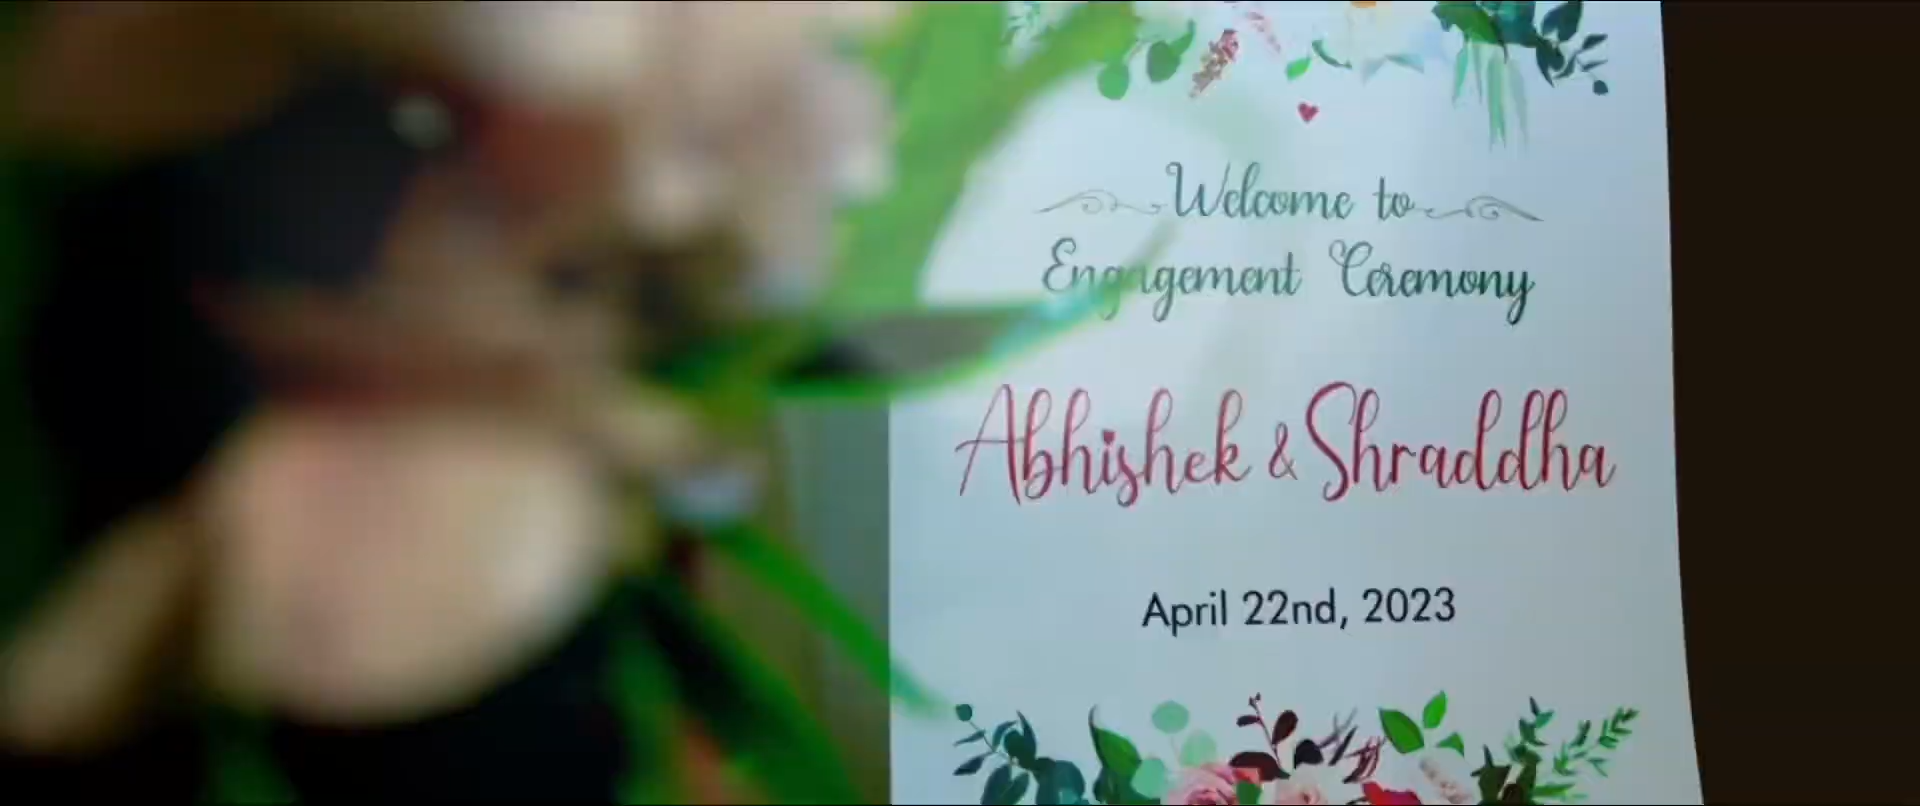 Welcome to
Engagement Ceremony
Abhishek & Shraddha
April 22nd, 2023